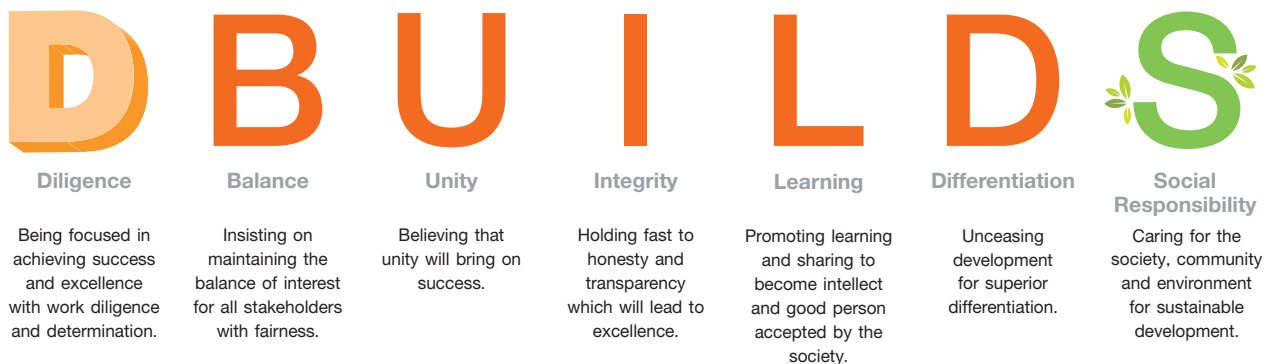 D B U I L D S
Diligence
Being focused in
achieving success
and excellence
with work diligence
and determination.
Balance
Insisting on
maintaining the
balance of interest
for all stakeholders
with fairness.
Unity
Believing that
unity will bring on
success.
Integrity
Holding fast to
honesty and
transparency
which will lead to
excellence.
Learning
Promoting learning
and sharing to
become intellect
and good person
accepted by the
society.
Differentiation
Unceasing
development
for superior
differentiation.
Social
Responsibility
Caring for the
society, community
and environment
for sustainable
development.